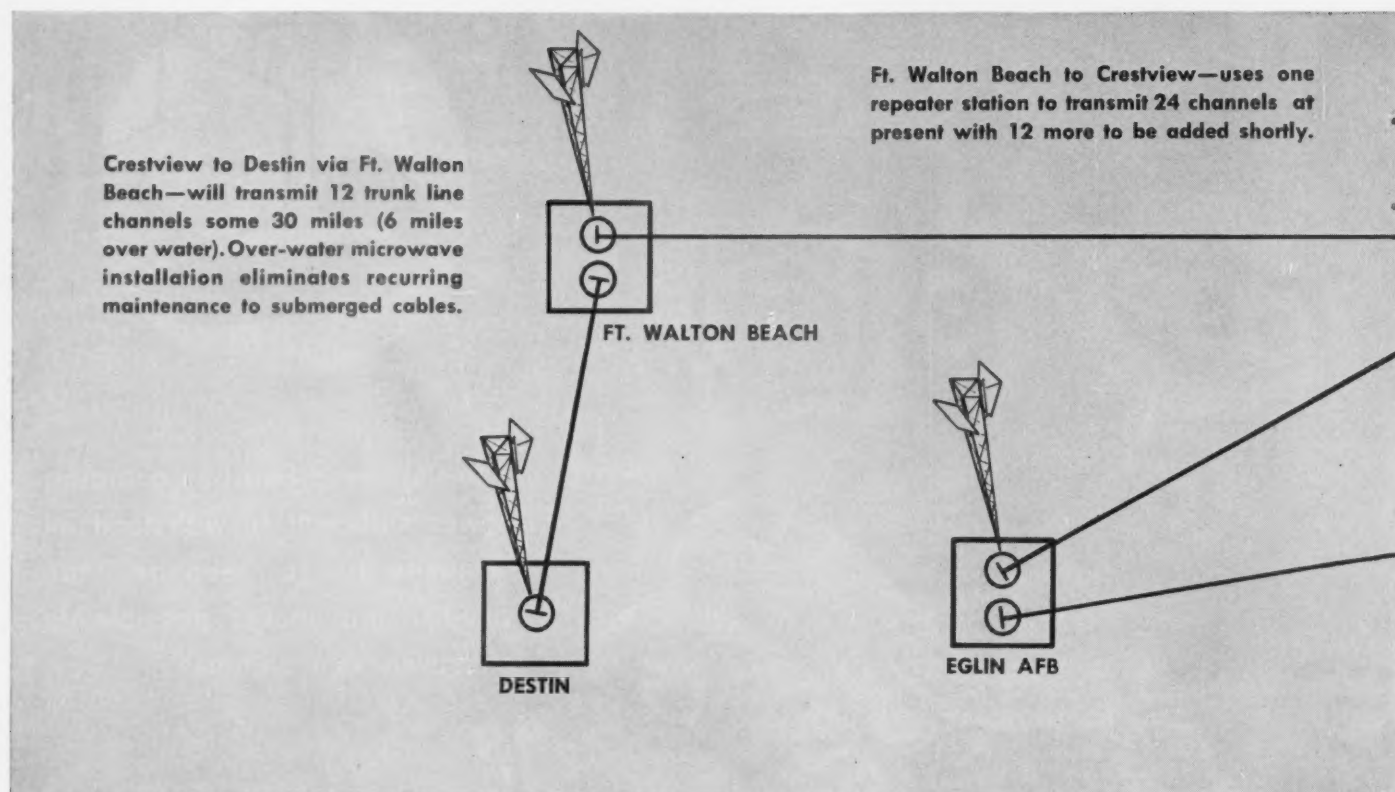 Ft. Walton Beach to Crestview—uses one
repeater station to transmit 24 channels at
present with 12 more to be added shortly.
Crestview to Destin via Ft. Walton
Beach—will transmit 12 trunk line
channels some 30 miles (6 miles
over water). Over-water microwave
installation eliminates recurring
maintenance to submerged cables.
FT. WALTON BEACH
EGLIN AFB
DESTIN